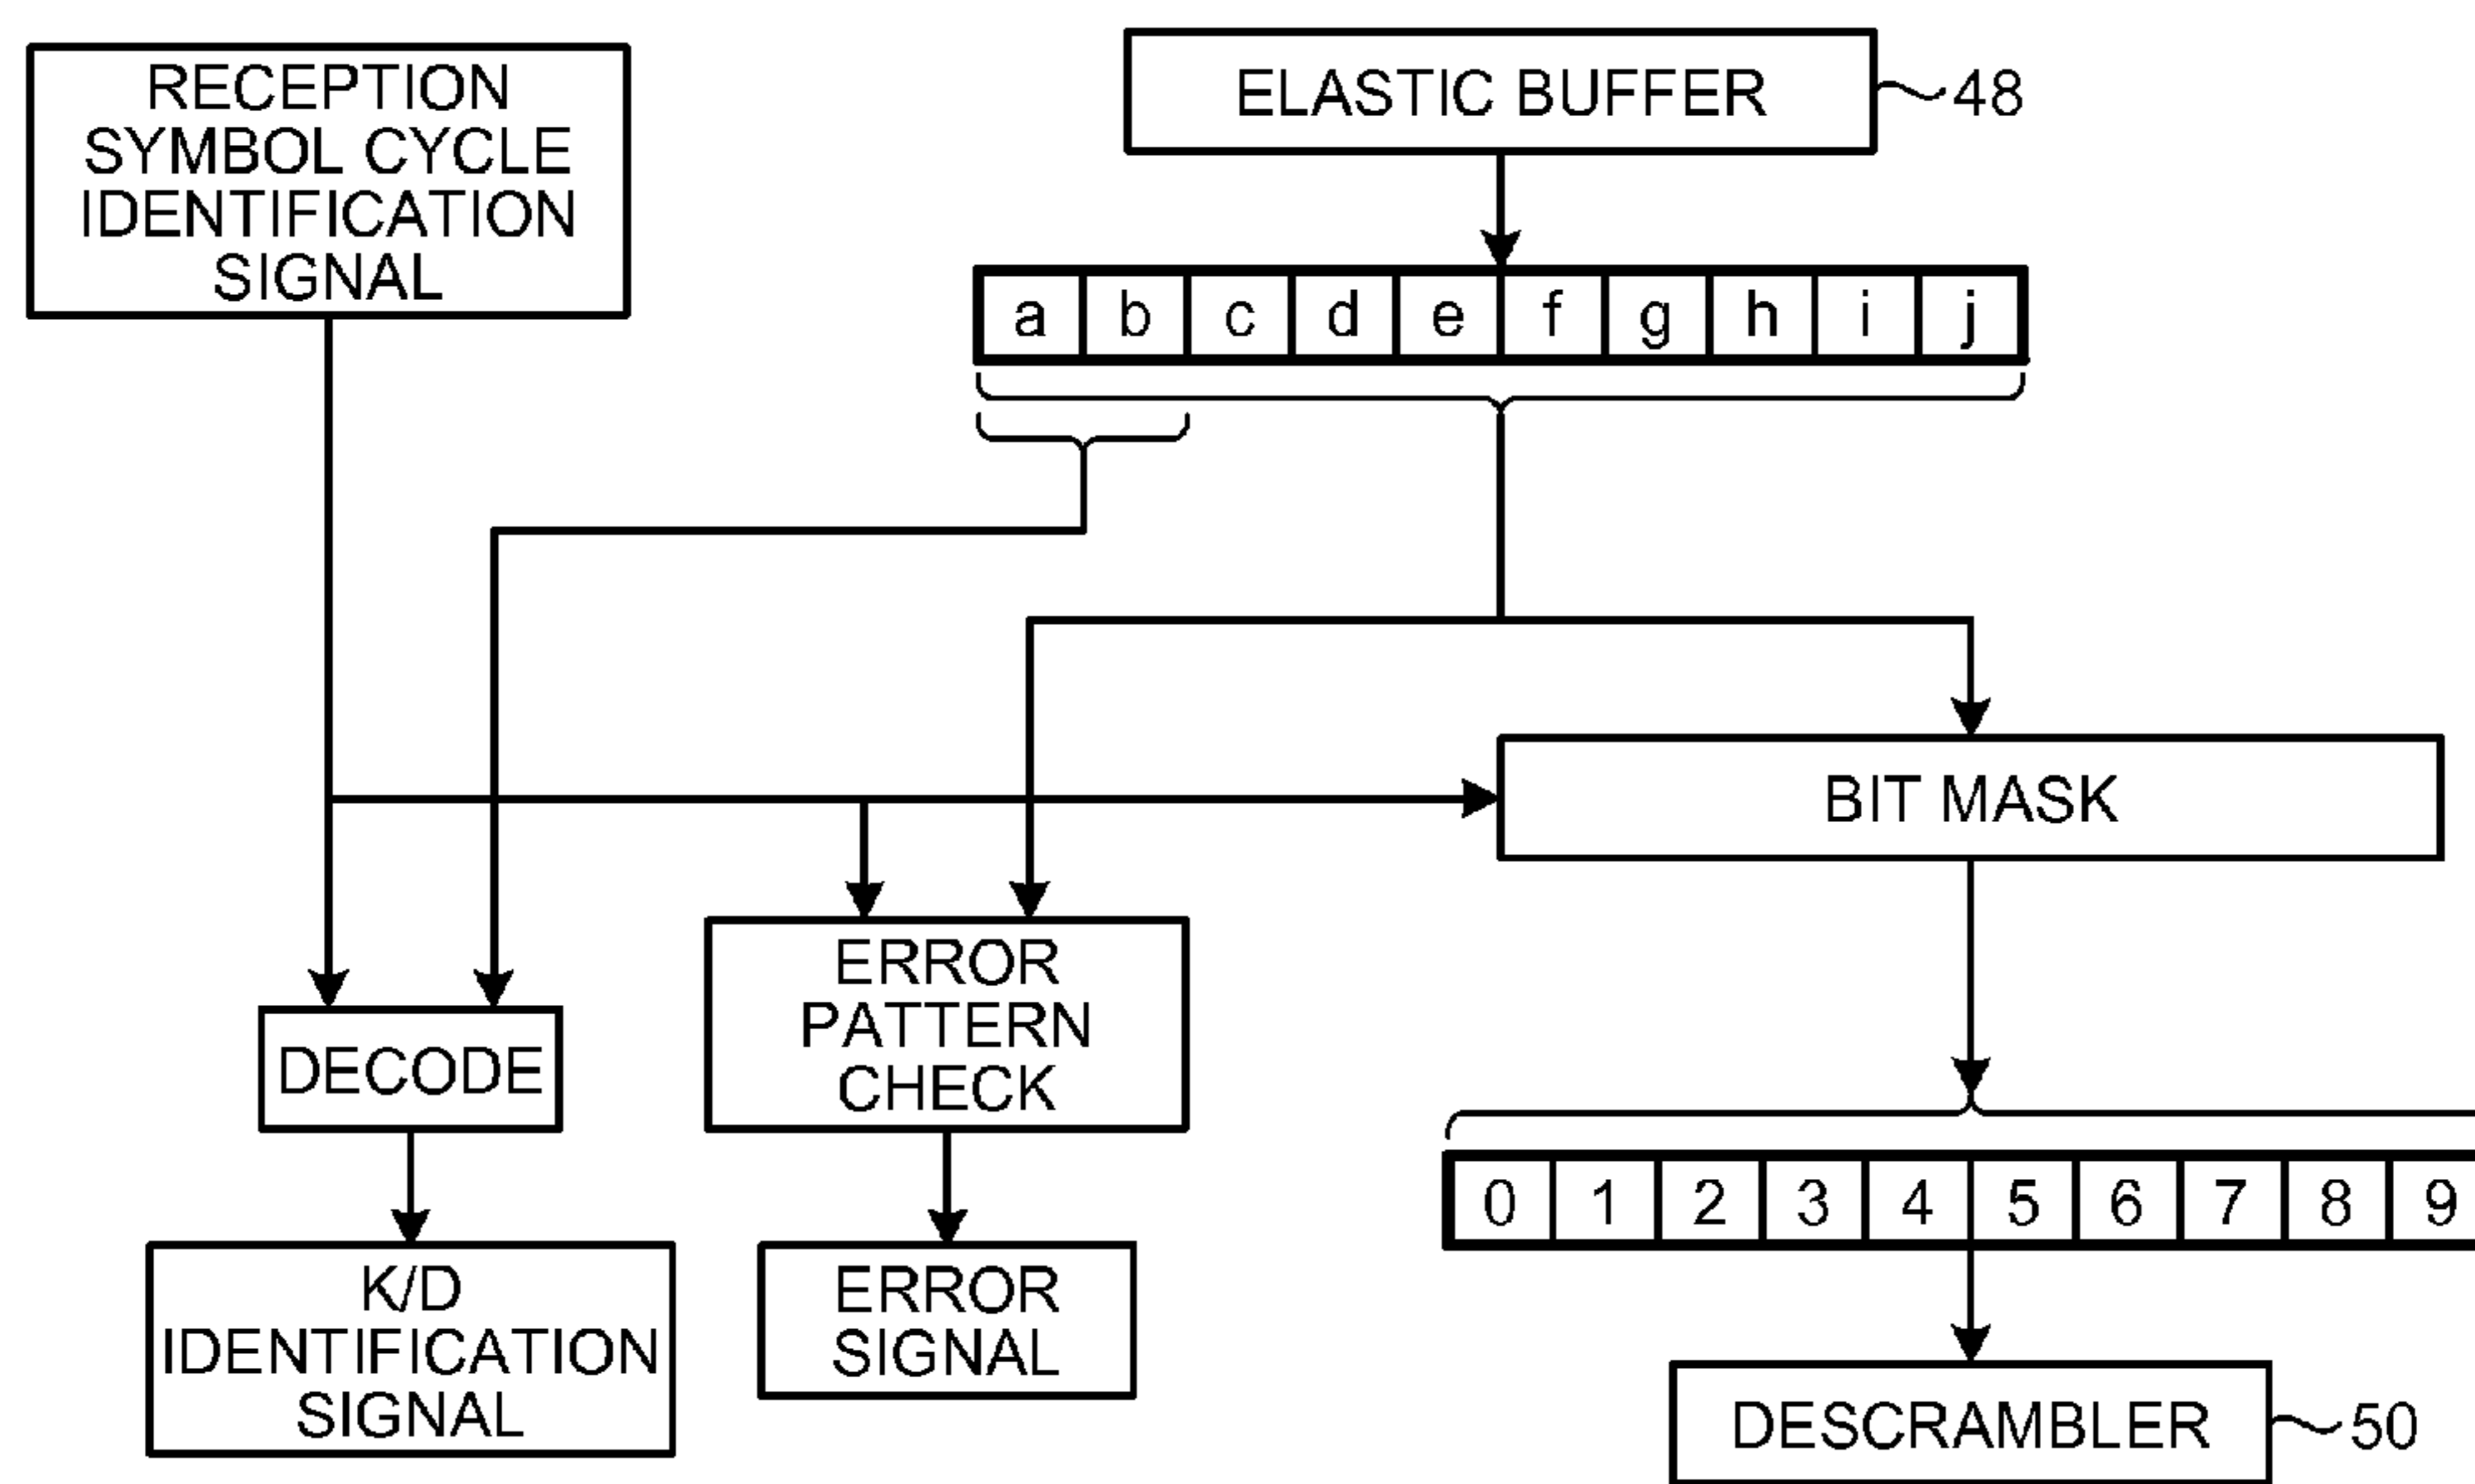 RECEPTION
SYMBOL CYCLE
IDENTIFICATION
SIGNAL
ELASTIC BUFFER
48
a b c d e f g h i j
BIT MASK
ERROR
PATTERN
CHECK
DECODE
0 1 2 3 4 5 6 7 8 9
K/D
IDENTIFICATION
SIGNAL
ERROR
SIGNAL
DESCRAMBLER
50